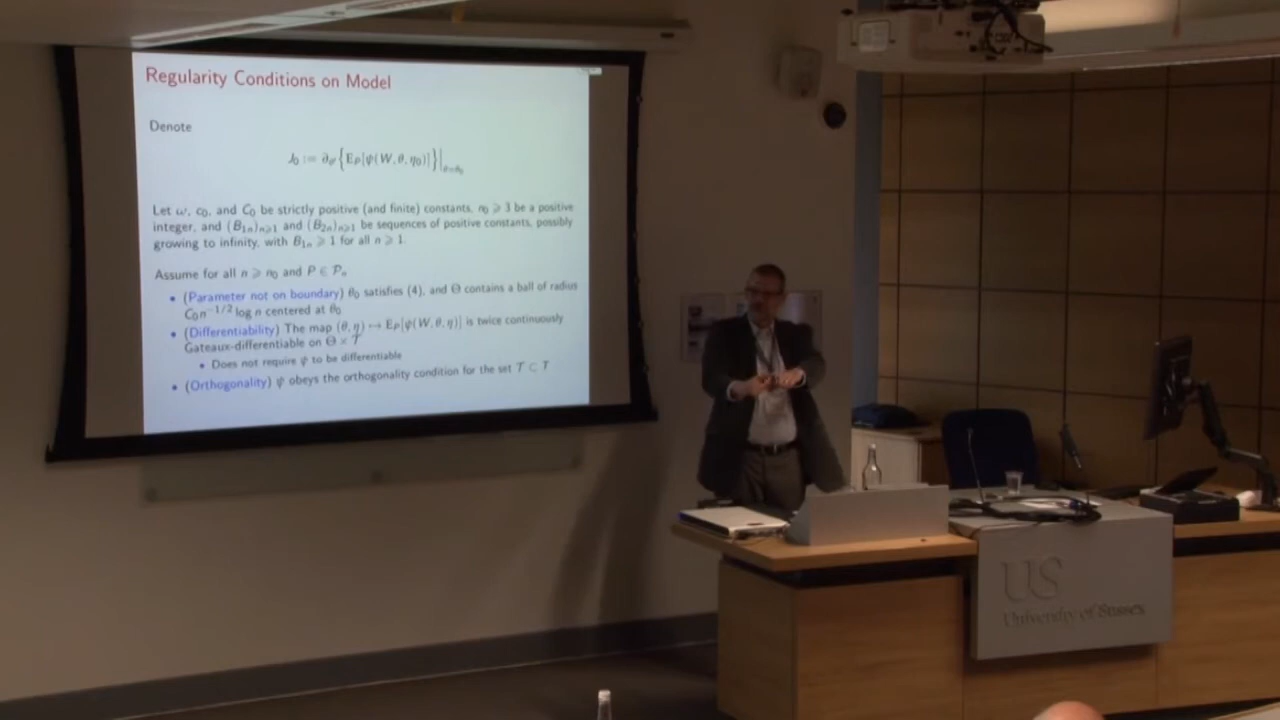 Regularity Conditions on Model
Denote
J₀ := ∂_θ′ { E_P[ψ(W, θ, η₀)] } |_θ=θ₀
Let ω, c₀, and C₀ be strictly positive (and finite) constants, n₀ ⩾ 3 be a positive
integer, and (B₁ₙ)ₙ⩾₁ and (B₂ₙ)ₙ⩾₁ be sequences of positive constants, possibly
growing to infinity, with B₁ₙ ⩾ 1 for all n ⩾ 1.
Assume for all n ⩾ n₀ and P ∈ 𝒫ₙ
• (Parameter not on boundary) θ₀ satisfies (4), and Θ contains a ball of radius
C₀n^−1/2 log n centered at θ₀
• (Differentiability) The map (θ, η) ↦ E_P[ψ(W, θ, η)] is twice continuously
Gateaux-differentiable on Θ × 𝒯
• Does not require ψ to be differentiable
• (Orthogonality) ψ obeys the orthogonality condition for the set 𝒯 ⊂ T
US
University of Sussex